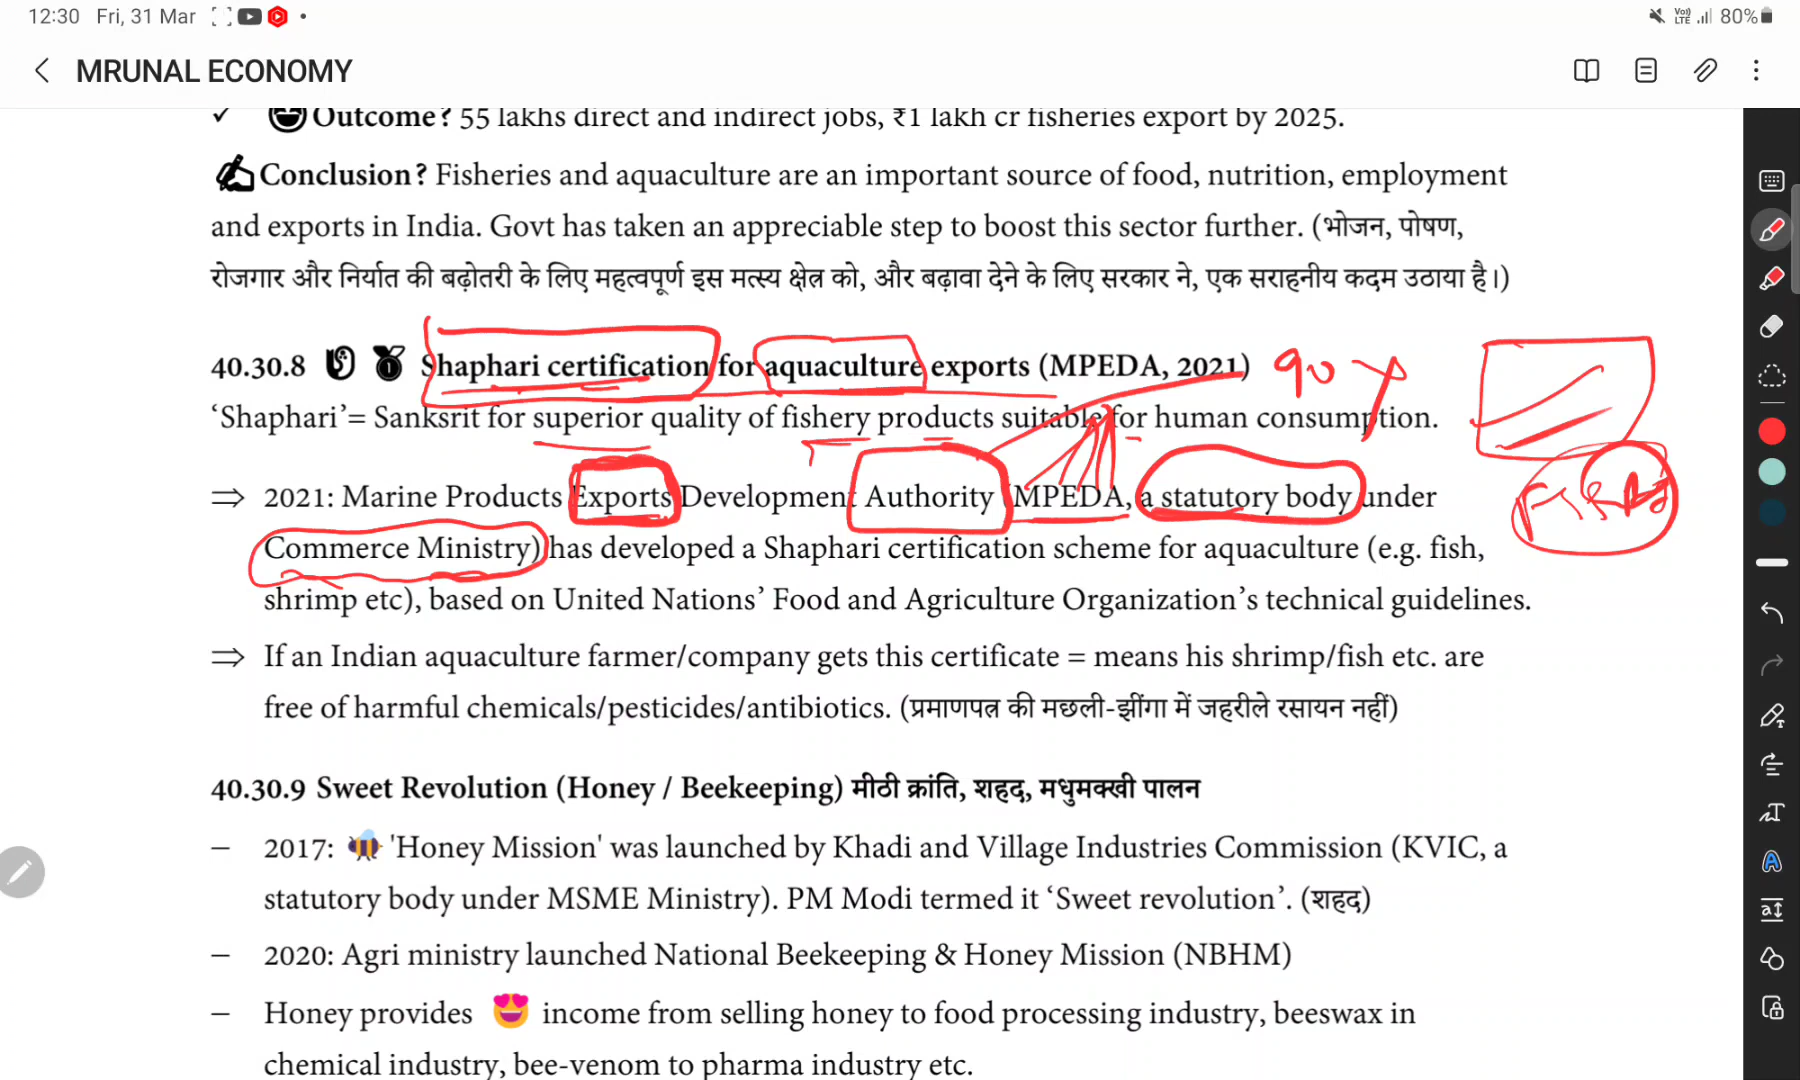 12:30 Fri, 31 Mar
Vo)) LTE 80%
MRUNAL ECONOMY
✓ Outcome? 55 lakhs direct and indirect jobs, ₹1 lakh cr fisheries export by 2025.
Conclusion? Fisheries and aquaculture are an important source of food, nutrition, employment
and exports in India. Govt has taken an appreciable step to boost this sector further. (भोजन, पोषण,
रोजगार और निर्यात की बढ़ोतरी के लिए महत्वपूर्ण इस मत्स्य क्षेत्र को, और बढ़ावा देने के लिए सरकार ने, एक सराहनीय कदम उठाया है।)
40.30.8 Shaphari certification for aquaculture exports (MPEDA, 2021) 90
‘Shaphari’= Sanksrit for superior quality of fishery products suitable for human consumption.
⇒ 2021: Marine Products Exports Development Authority (MPEDA, a statutory body under
Commerce Ministry) has developed a Shaphari certification scheme for aquaculture (e.g. fish,
shrimp etc), based on United Nations’ Food and Agriculture Organization’s technical guidelines.
⇒ If an Indian aquaculture farmer/company gets this certificate = means his shrimp/fish etc. are
free of harmful chemicals/pesticides/antibiotics. (प्रमाणपत्र की मछली-झींगा में जहरीले रसायन नहीं)
40.30.9 Sweet Revolution (Honey / Beekeeping) मीठी क्रांति, शहद, मधुमक्खी पालन
– 2017: 'Honey Mission' was launched by Khadi and Village Industries Commission (KVIC, a
statutory body under MSME Ministry). PM Modi termed it ‘Sweet revolution’. (शहद)
– 2020: Agri ministry launched National Beekeeping & Honey Mission (NBHM)
– Honey provides income from selling honey to food processing industry, beeswax in
chemical industry, bee-venom to pharma industry etc.